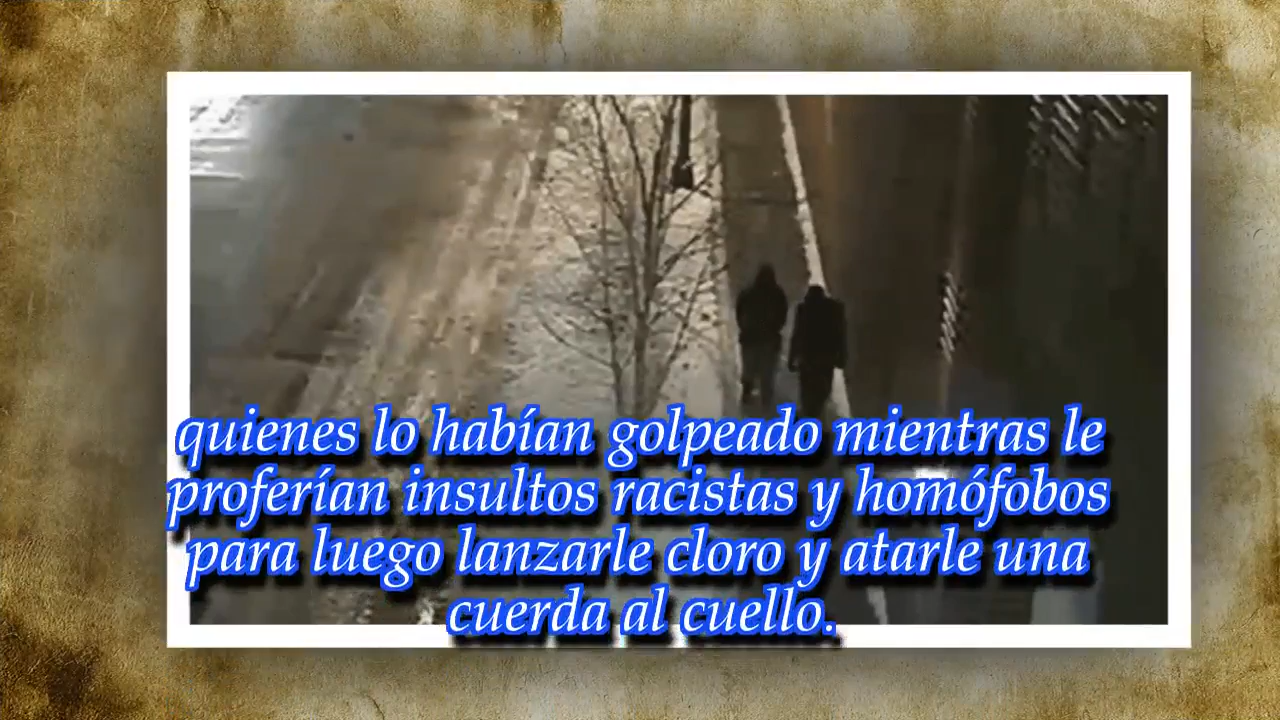 quienes lo habían golpeado mientras le
proferían insultos racistas y homófobos
para luego lanzarle cloro y atarle una
cuerda al cuello.